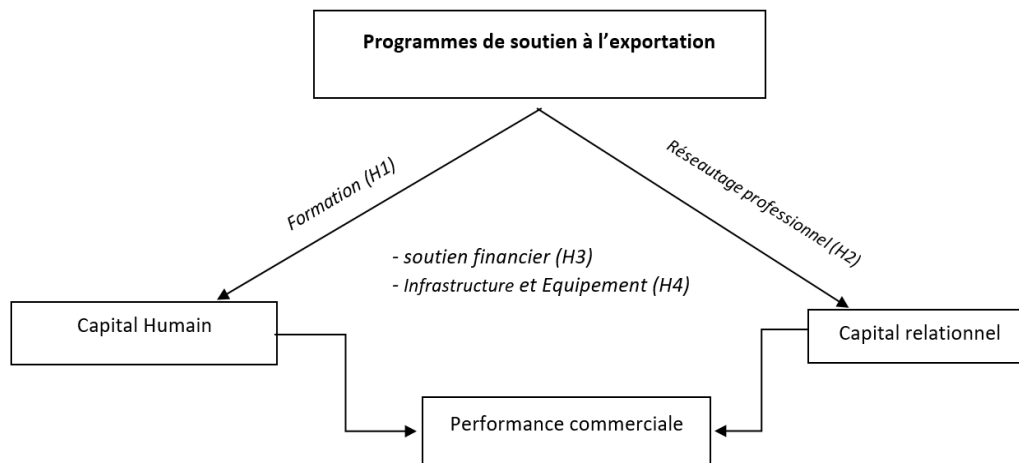 Programmes de soutien à l’exportation
Formation (H1)
Réseautage professionnel (H2)
- soutien financier (H3)
- Infrastructure et Equipement (H4)
Capital Humain
Capital relationnel
Performance commerciale